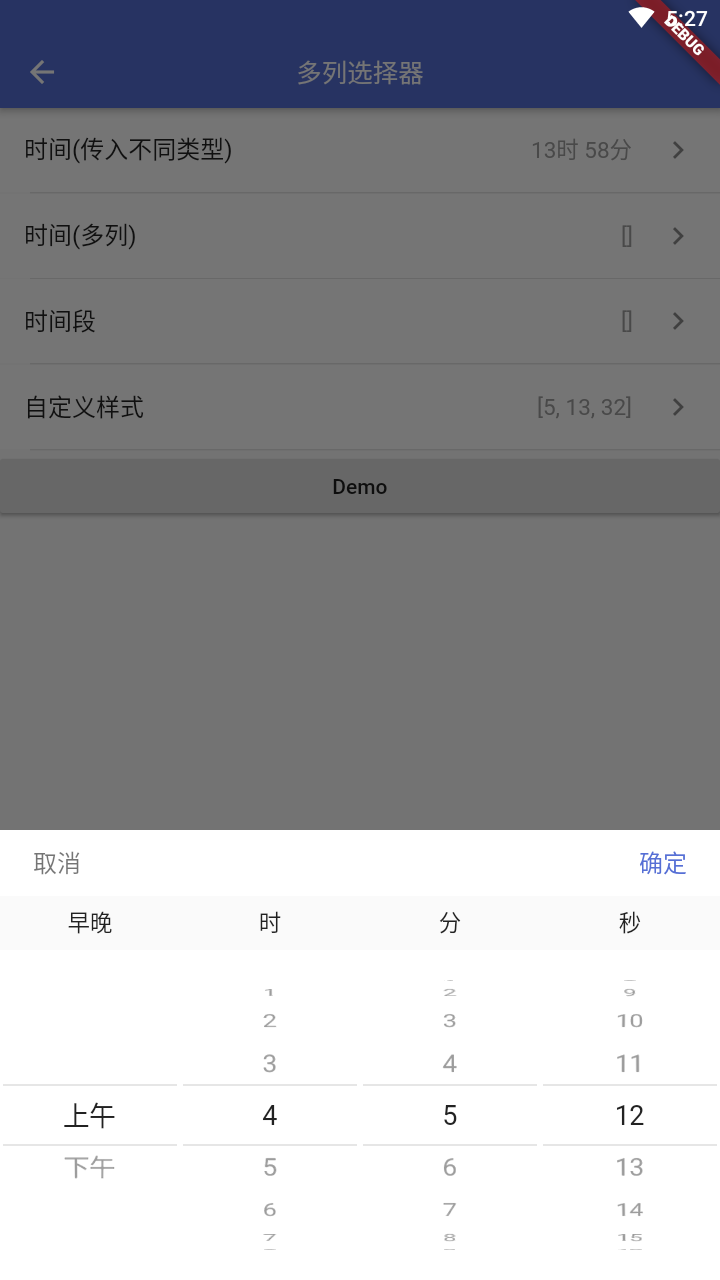 5:27
DEBUG
多列选择器
时间(传入不同类型) 13时 58分
时间(多列) []
时间段 []
自定义样式 [5, 13, 32]
Demo
取消 确定
早晚 时 分 秒
1 2 9
2 3 10
3 4 11
上午 4 5 12
下午 5 6 13
6 7 14
7 8 15